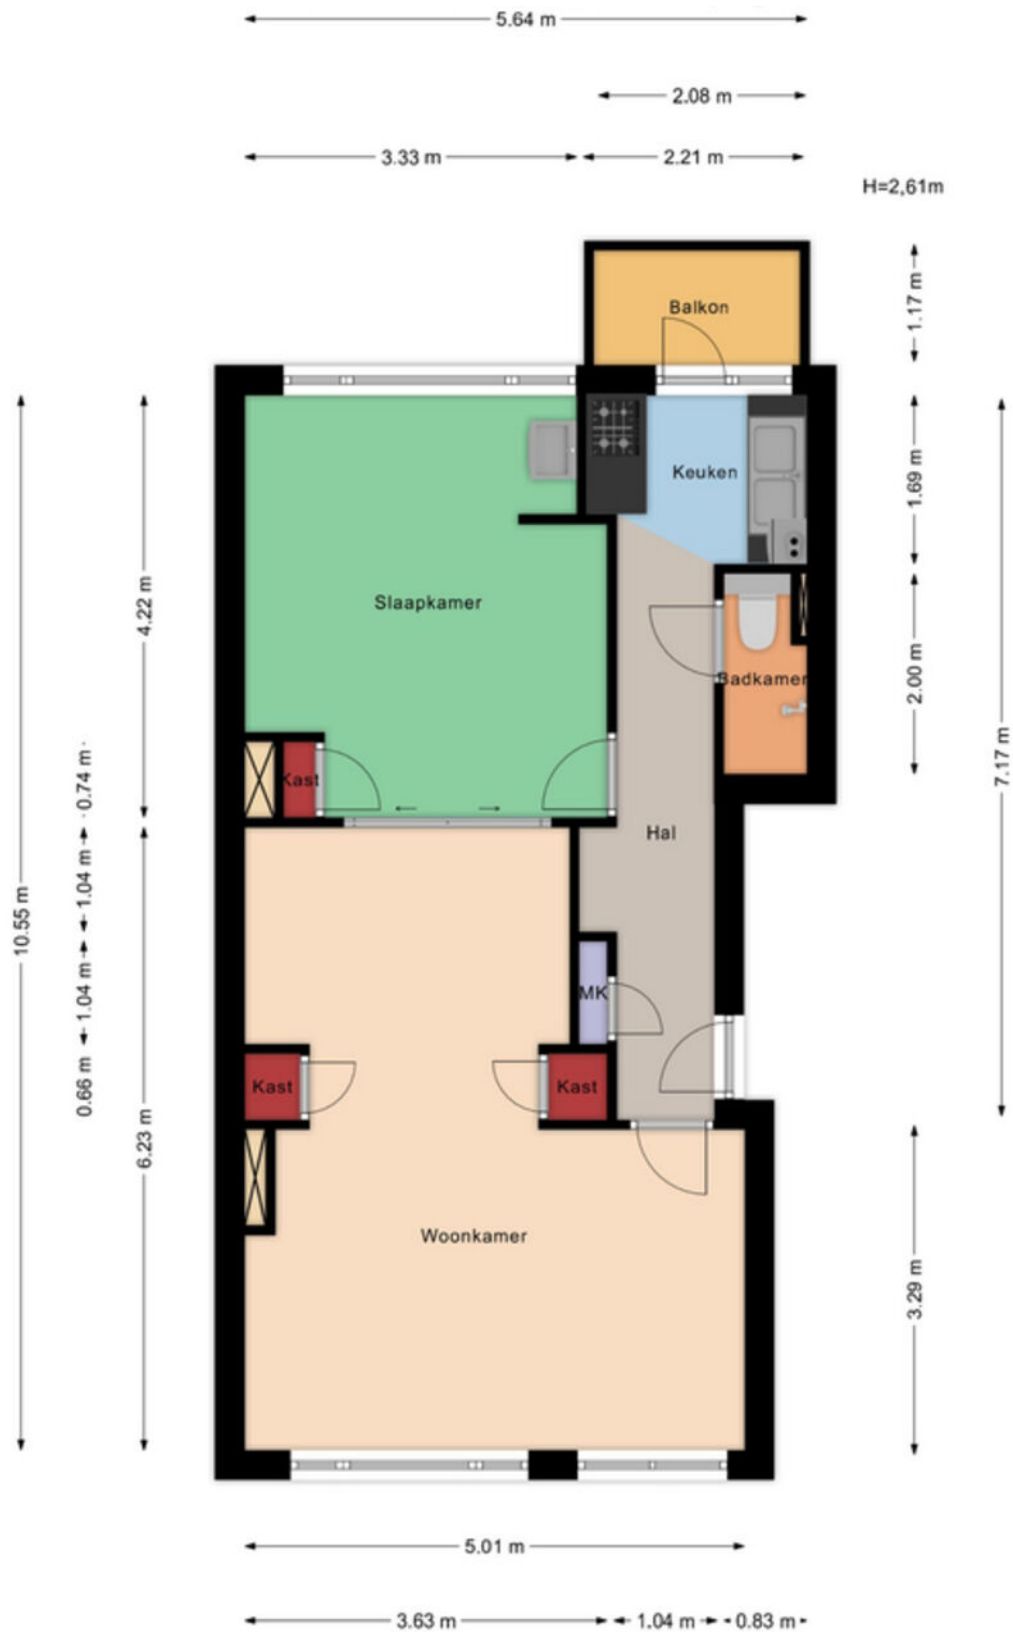 5.64 m
2.08 m
3.33 m
2.21 m
H=2,61m
Balkon
1.17 m
Keuken
1.69 m
Slaapkamer
4.22 m
Badkamer
2.00 m
Kast
0.74 m
7.17 m
Hal
10.55 m
1.04 m
1.04 m
0.66 m
MK
Kast
Kast
6.23 m
Woonkamer
3.29 m
5.01 m
3.63 m
1.04 m
0.83 m